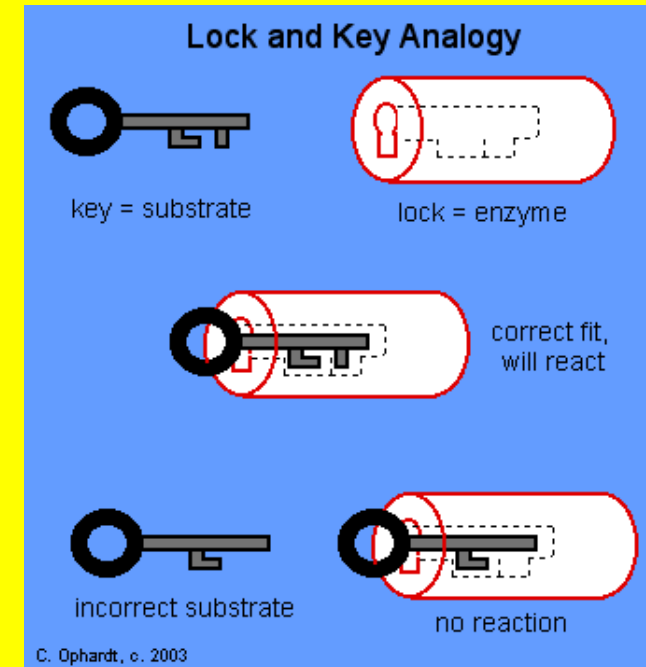 Lock and Key Analogy
key = substrate
lock = enzyme
correct fit,
will react
incorrect substrate
no reaction
C. Ophardt, c. 2003